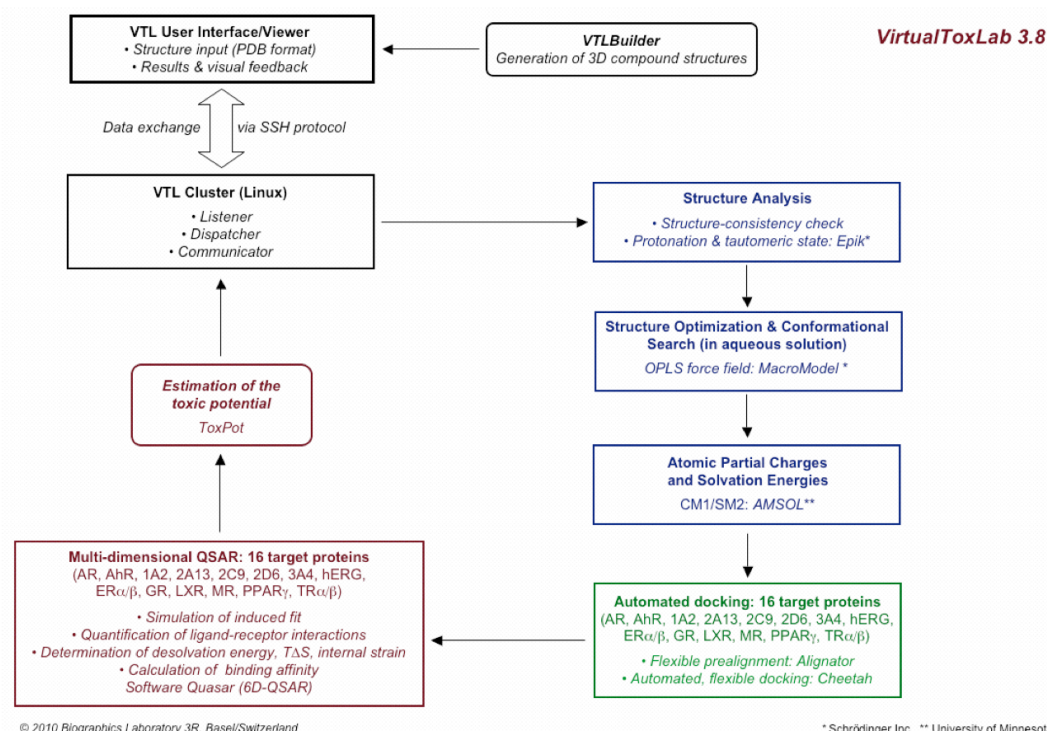 VTL User Interface/Viewer
• Structure input (PDB format)
• Results & visual feedback
VTLBuilder
Generation of 3D compound structures
VirtualToxLab 3.8
Data exchange
via SSH protocol
VTL Cluster (Linux)
• Listener
• Dispatcher
• Communicator
Structure Analysis
• Structure-consistency check
• Protonation & tautomeric state: Epik*
Structure Optimization & Conformational
Search (in aqueous solution)
OPLS force field: MacroModel *
Estimation of the
toxic potential
ToxPot
Atomic Partial Charges
and Solvation Energies
CM1/SM2: AMSOL**
Multi-dimensional QSAR: 16 target proteins
(AR, AhR, 1A2, 2A13, 2C9, 2D6, 3A4, hERG,
ERα/β, GR, LXR, MR, PPARγ, TRα/β)
• Simulation of induced fit
• Quantification of ligand-receptor interactions
• Determination of desolvation energy, TΔS, internal strain
• Calculation of binding affinity
Software Quasar (6D-QSAR)
Automated docking: 16 target proteins
(AR, AhR, 1A2, 2A13, 2C9, 2D6, 3A4, hERG,
ERα/β, GR, LXR, MR, PPARγ, TRα/β)
• Flexible prealignment: Alignator
• Automated, flexible docking: Cheetah
© 2010 Biographics Laboratory 3R, Basel/Switzerland
* Schrödinger Inc., ** University of Minnesot